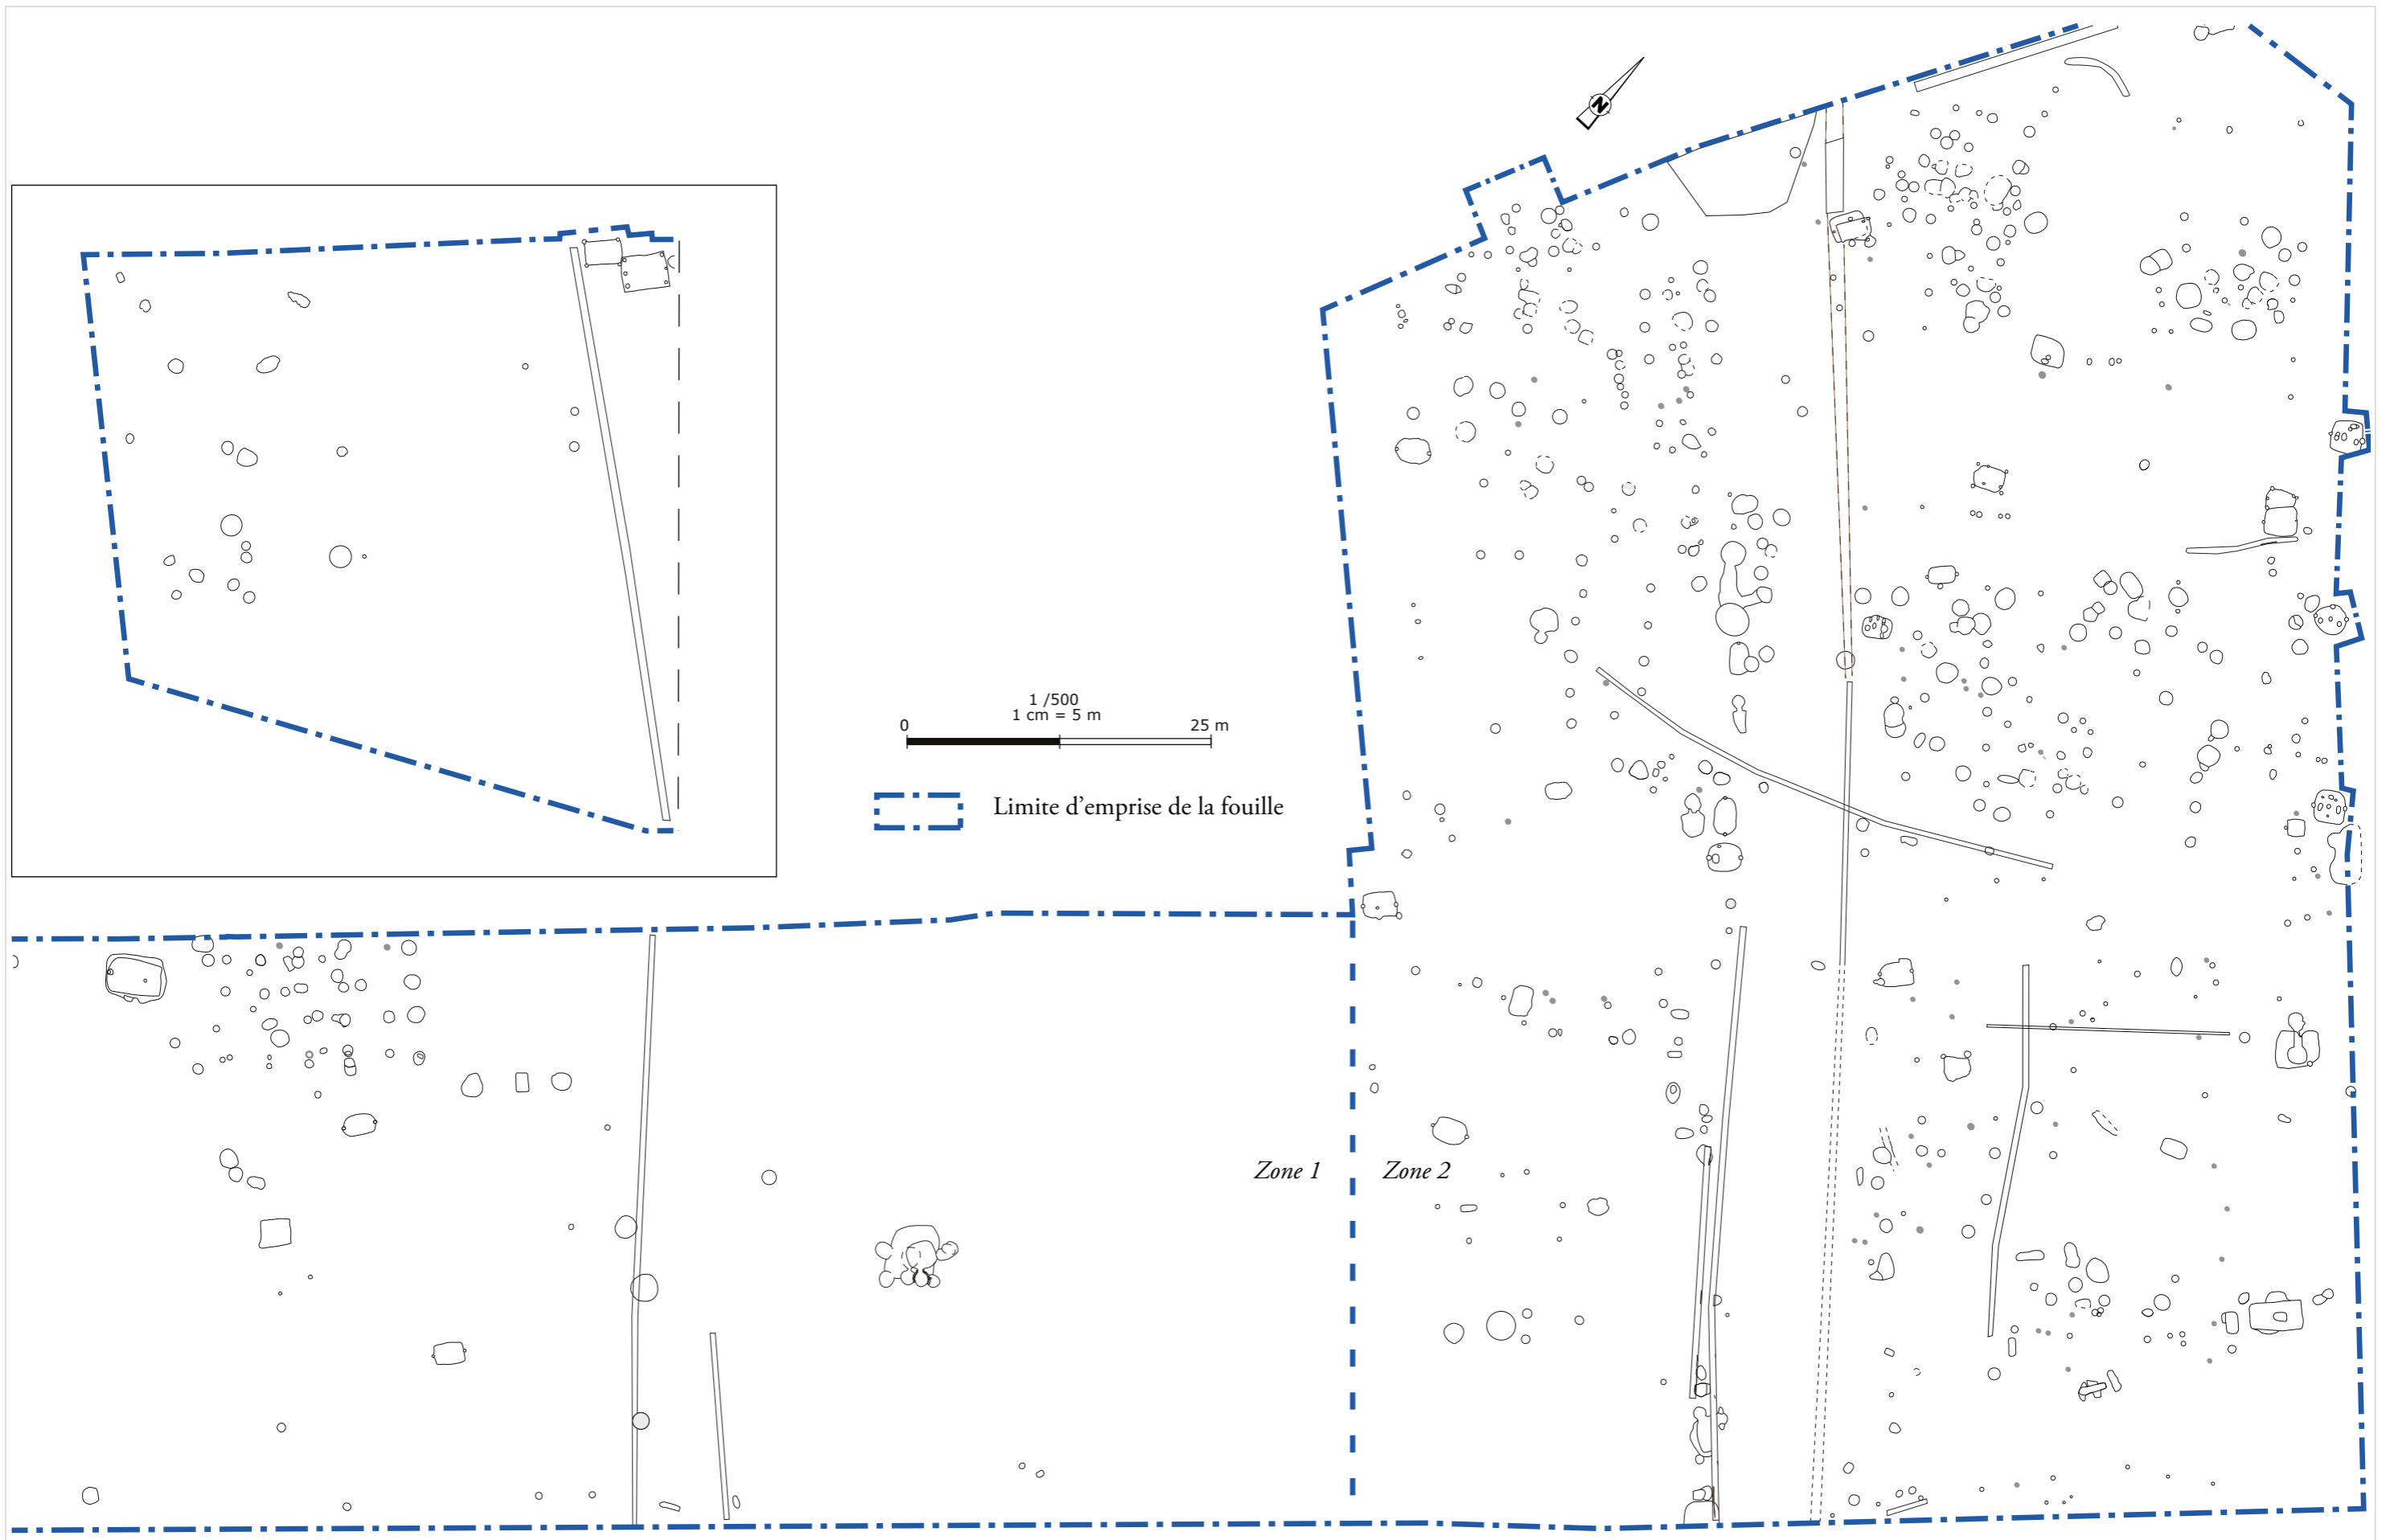 N
1 /500
1 cm = 5 m
0 25 m
Limite d'emprise de la fouille
Zone 1 Zone 2